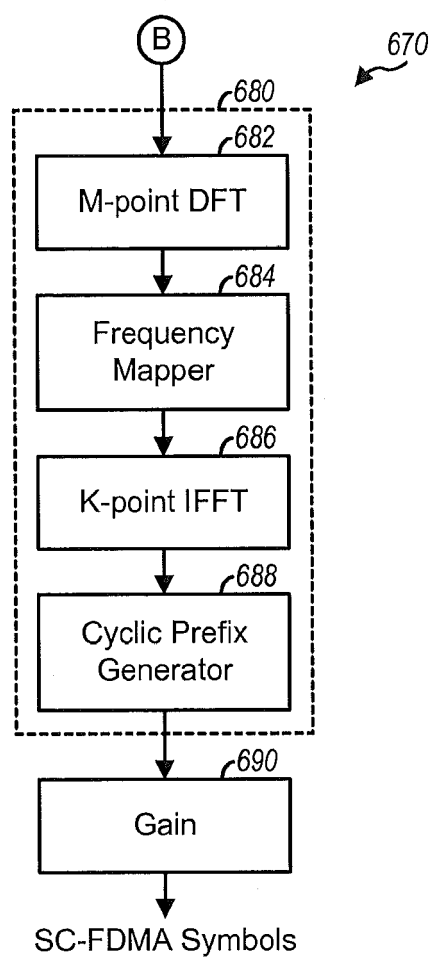 B
670
680
682
M-point DFT
684
Frequency
Mapper
686
K-point IFFT
688
Cyclic Prefix
Generator
690
Gain
SC-FDMA Symbols